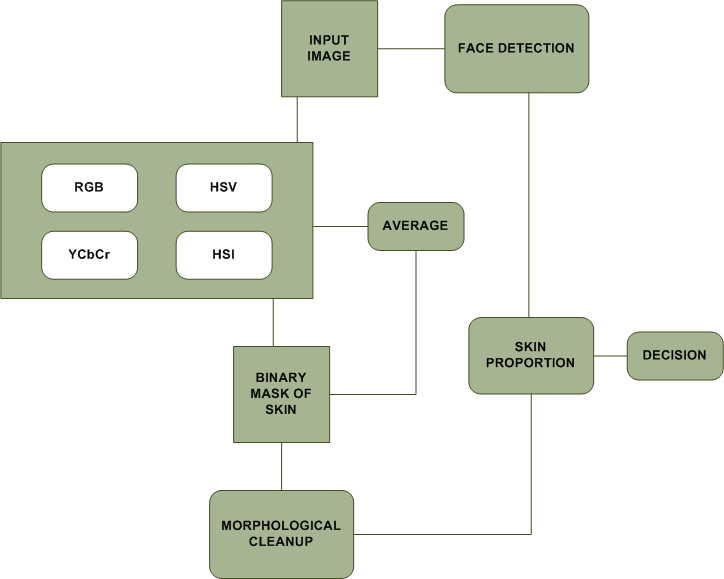 INPUT
IMAGE
FACE DETECTION
RGB
HSV
YCbCr
HSI
AVERAGE
BINARY
MASK OF
SKIN
SKIN
PROPORTION
DECISION
MORPHOLOGICAL
CLEANUP